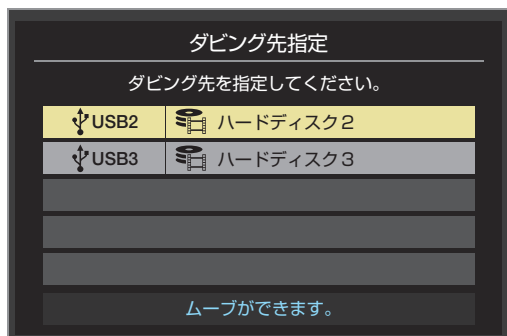 ダビング先指定
ダビング先を指定してください。
USB2 ハードディスク2
USB3 ハードディスク3
ムーブができます。